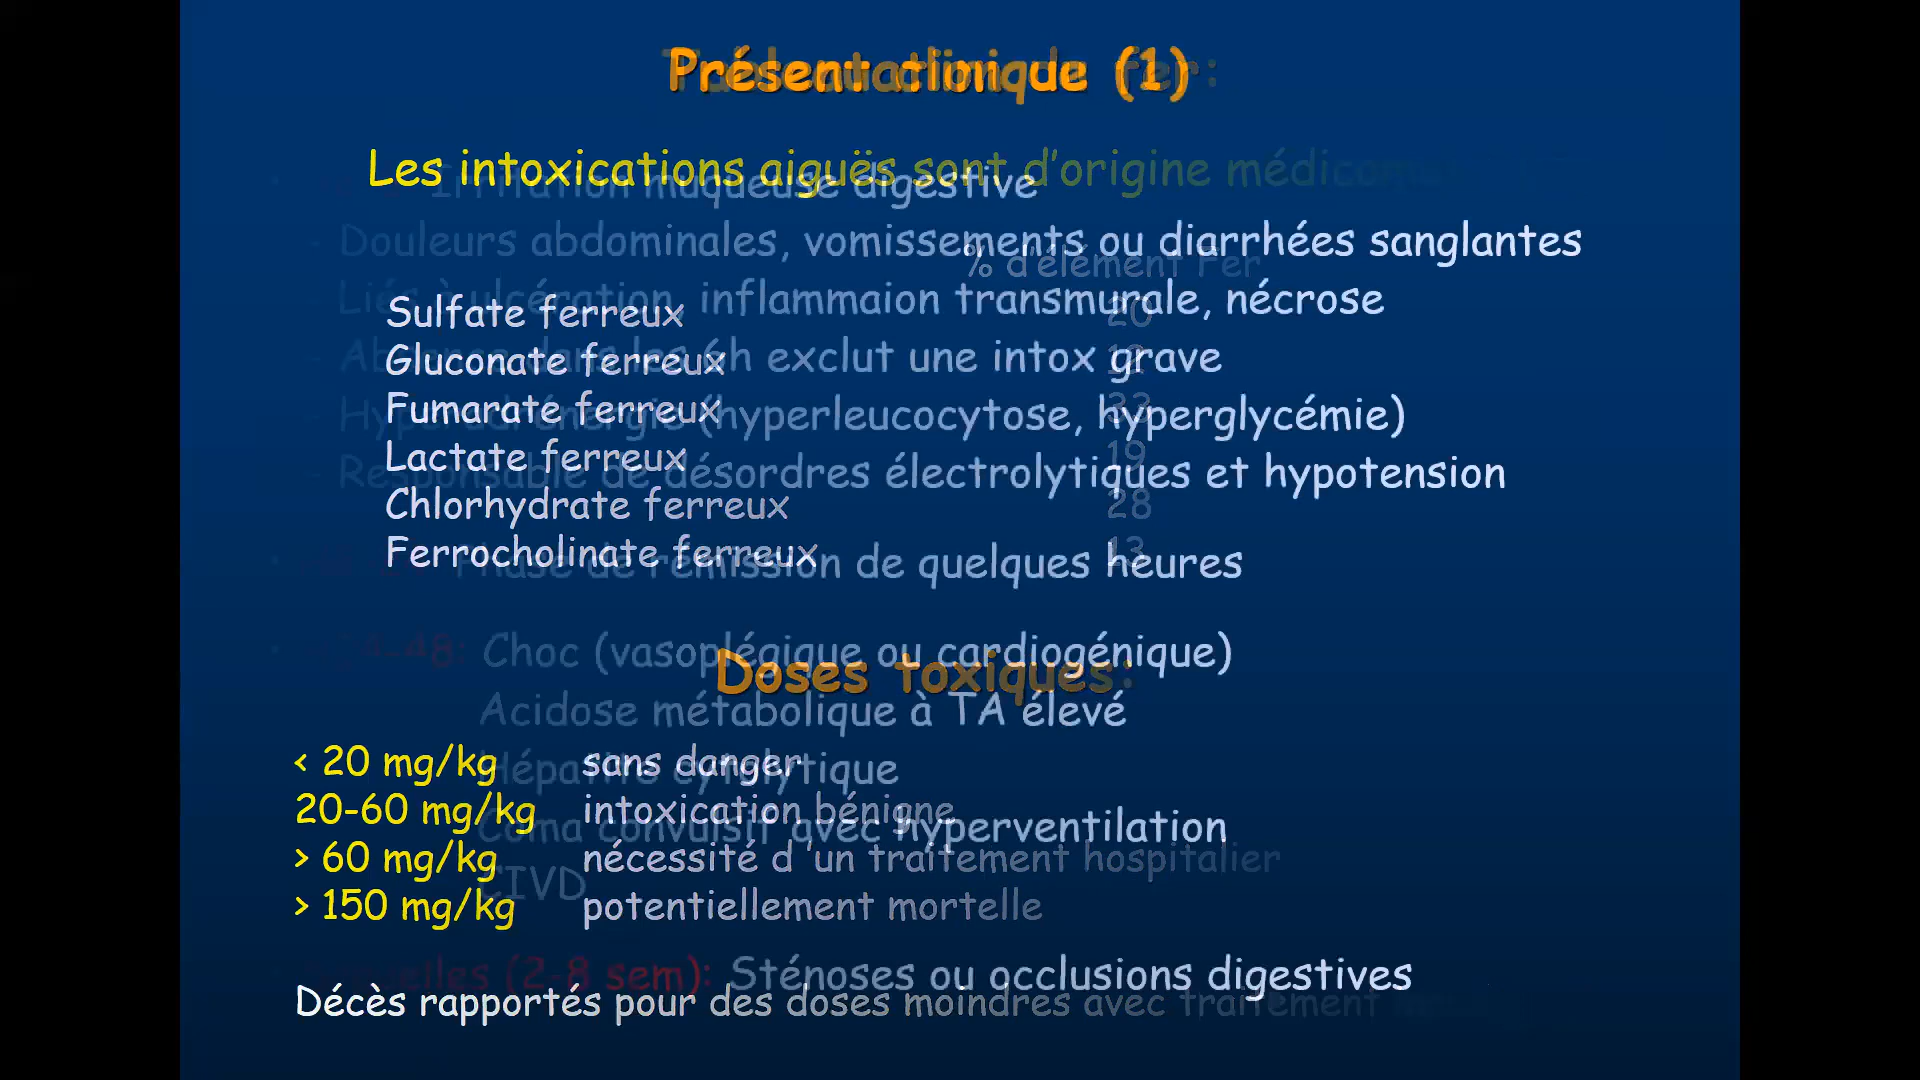 Présent clinique (1)
Les intoxications aiguës sont d'origine
Irritation muqueuse digestive
- Douleurs abdominales, vomissements ou diarrhées sanglantes
% d'élément Fer
Liés à ulcération, inflammaion transmurale, nécrose
Sulfate ferreux 20
- dans les 6h exclut une intox grave
Gluconate ferreux 12
Fumarate ferreux 33
- (hyperleucocytose, hyperglycémie)
Lactate ferreux 19
- Responsable de désordres électrolytiques et hypotension
Chlorhydrate ferreux 28
Ferrocholinate ferreux 13
Phase de rémission de quelques heures
Choc (vasoplégique ou cardiogénique)
Doses toxiques:
Acidose métabolique à TA élevé
< 20 mg/kg sans danger
Hépatite cytolytique
20-60 mg/kg intoxication bénigne
Coma convulsif avec hyperventilation
> 60 mg/kg nécessité d 'un traitement hospitalier
CIVD
> 150 mg/kg potentiellement mortelle
(2-8 sem): Sténoses ou occlusions digestives
Décès rapportés pour des doses moindres avec traitement